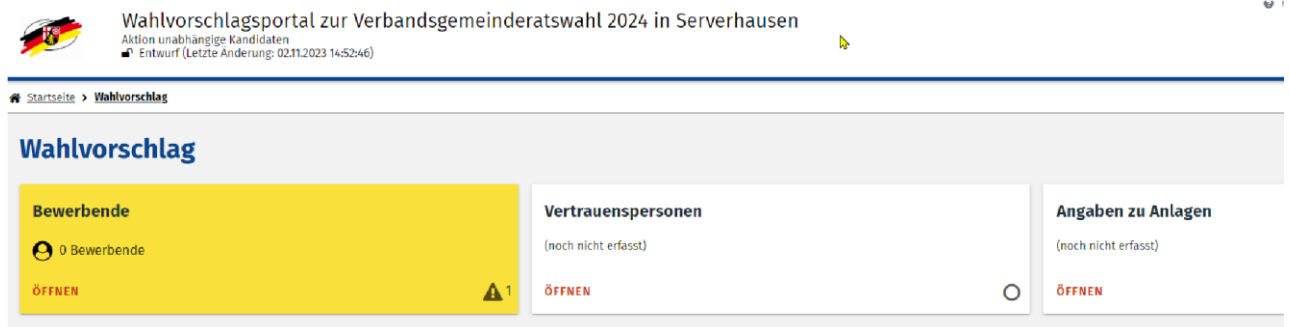 Wahlvorschlagsportal zur Verbandsgemeinderatswahl 2024 in Serverhausen
Aktion unabhängige Kandidaten
Entwurf (Letzte Änderung: 02.11.2023 14:52:46)
Startseite > Wahlvorschlag
Wahlvorschlag
Bewerbende
0 Bewerbende
ÖFFNEN 1
Vertrauenspersonen
(noch nicht erfasst)
ÖFFNEN
Angaben zu Anlagen
(noch nicht erfasst)
ÖFFNEN